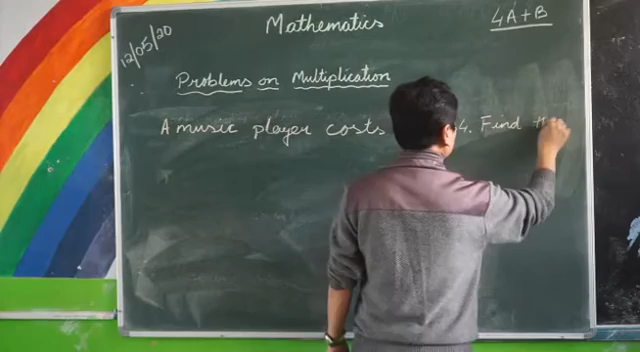 Mathematics
4A+B
12/05/20
Problems on Multiplication
A music player costs 4. Find